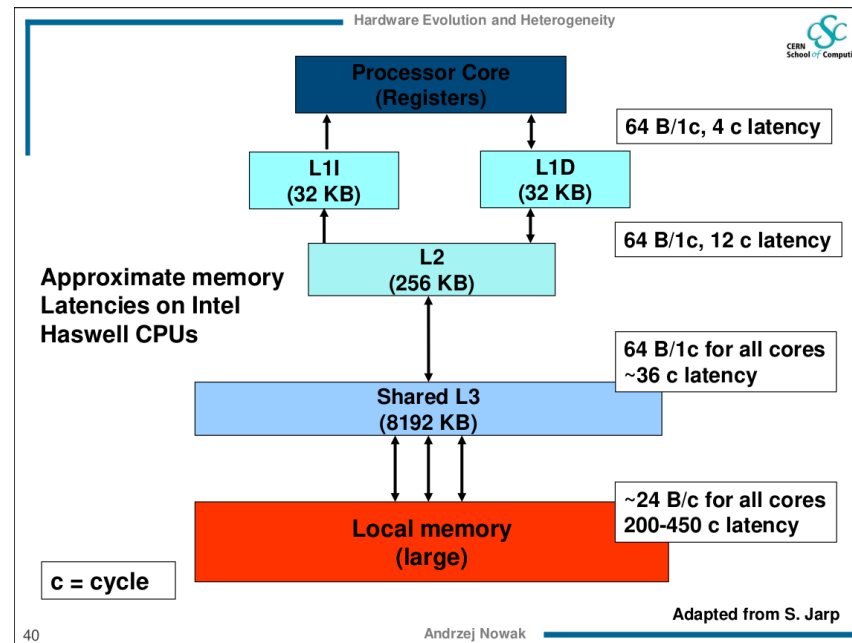 Hardware Evolution and Heterogeneity
CSC
CERN
School of Computi
Processor Core
(Registers)
64 B/1c, 4 c latency
L1I
(32 KB)
L1D
(32 KB)
64 B/1c, 12 c latency
L2
(256 KB)
Approximate memory
Latencies on Intel
Haswell CPUs
64 B/1c for all cores
~36 c latency
Shared L3
(8192 KB)
~24 B/c for all cores
200-450 c latency
Local memory
(large)
c = cycle
Adapted from S. Jarp
40
Andrzej Nowak